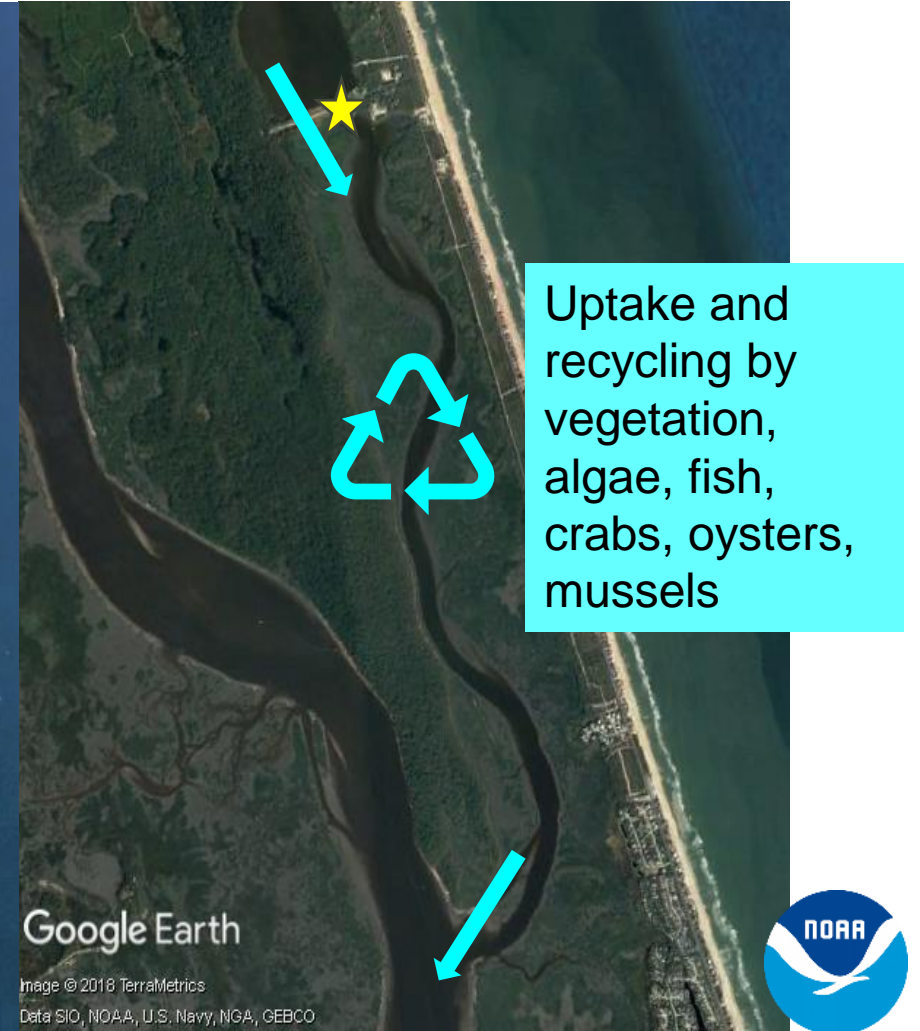 Uptake and
recycling by
vegetation,
algae, fish,
crabs, oysters,
mussels
Google Earth
Image © 2018 TerraMetrics
Data SIO, NOAA, U.S. Navy, NGA, GEBCO
NOAA